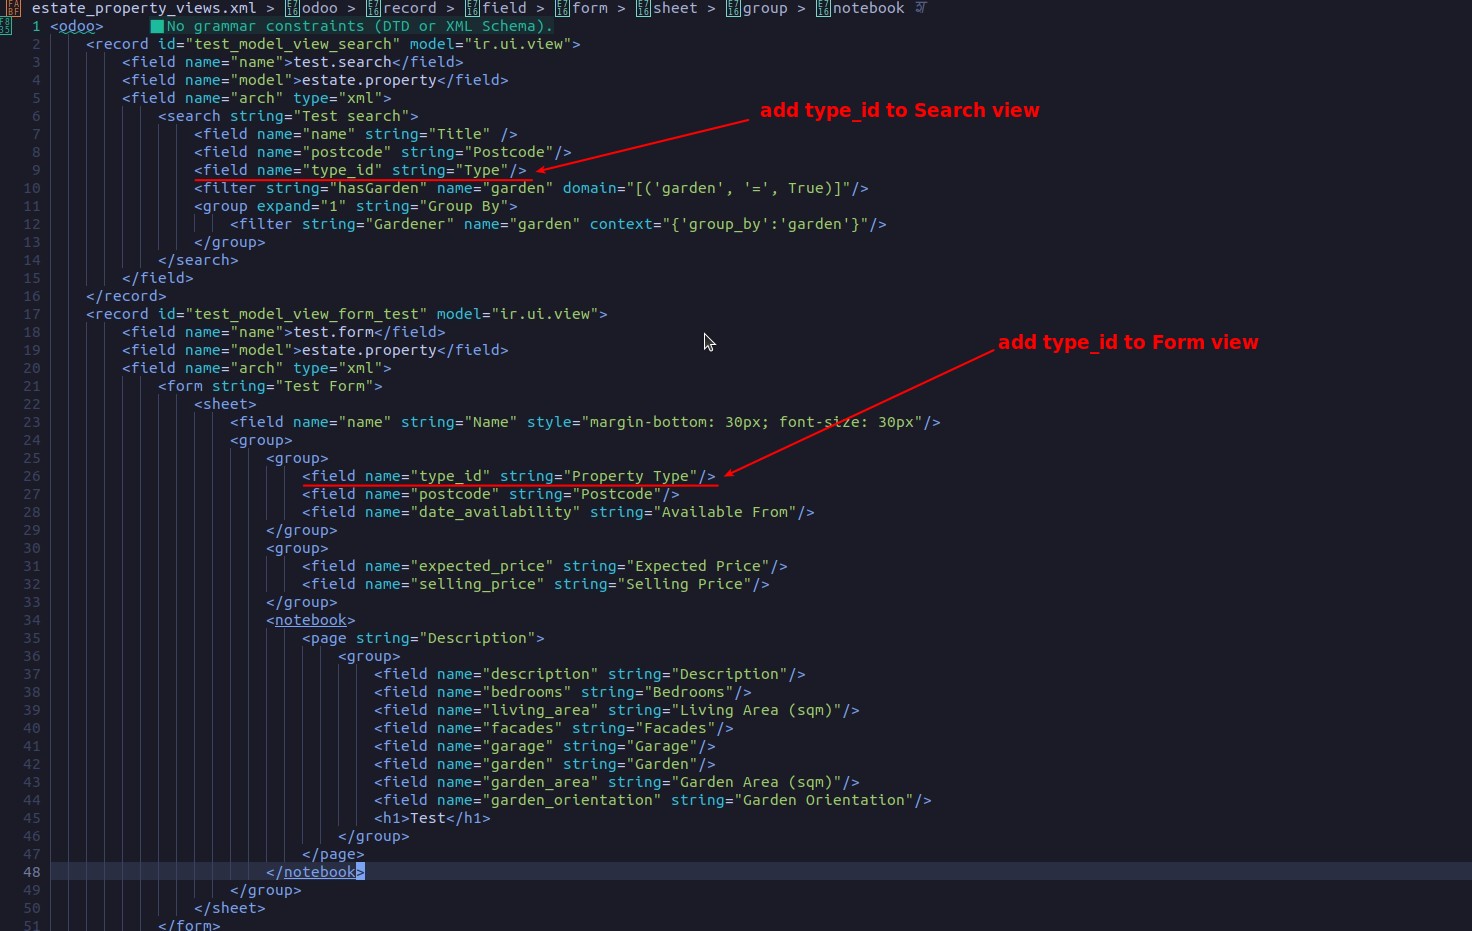 estate_property_views.xml > odoo > record > field > form > sheet > group > notebook
1 <odoo> ■ No grammar constraints (DTD or XML Schema).
2 <record id="test_model_view_search" model="ir.ui.view">
3 <field name="name">test.search</field>
4 <field name="model">estate.property</field>
5 <field name="arch" type="xml">
add type_id to Search view
6 <search string="Test search">
7 <field name="name" string="Title" />
8 <field name="postcode" string="Postcode"/>
9 <field name="type_id" string="Type"/>
10 <filter string="hasGarden" name="garden" domain="[('garden', '=', True)]"/>
11 <group expand="1" string="Group By">
12 <filter string="Gardener" name="garden" context="{'group_by':'garden'}"/>
13 </group>
14 </search>
15 </field>
16 </record>
17 <record id="test_model_view_form_test" model="ir.ui.view">
18 <field name="name">test.form</field>
add type_id to Form view
19 <field name="model">estate.property</field>
20 <field name="arch" type="xml">
21 <form string="Test Form">
22 <sheet>
23 <field name="name" string="Name" style="margin-bottom: 30px; font-size: 30px"/>
24 <group>
25 <group>
26 <field name="type_id" string="Property Type"/>
27 <field name="postcode" string="Postcode"/>
28 <field name="date_availability" string="Available From"/>
29 </group>
30 <group>
31 <field name="expected_price" string="Expected Price"/>
32 <field name="selling_price" string="Selling Price"/>
33 </group>
34 <notebook>
35 <page string="Description">
36 <group>
37 <field name="description" string="Description"/>
38 <field name="bedrooms" string="Bedrooms"/>
39 <field name="living_area" string="Living Area (sqm)"/>
40 <field name="facades" string="Facades"/>
41 <field name="garage" string="Garage"/>
42 <field name="garden" string="Garden"/>
43 <field name="garden_area" string="Garden Area (sqm)"/>
44 <field name="garden_orientation" string="Garden Orientation"/>
45 <h1>Test</h1>
46 </group>
47 </page>
48 </notebook>
49 </group>
50 </sheet>
51 </form>